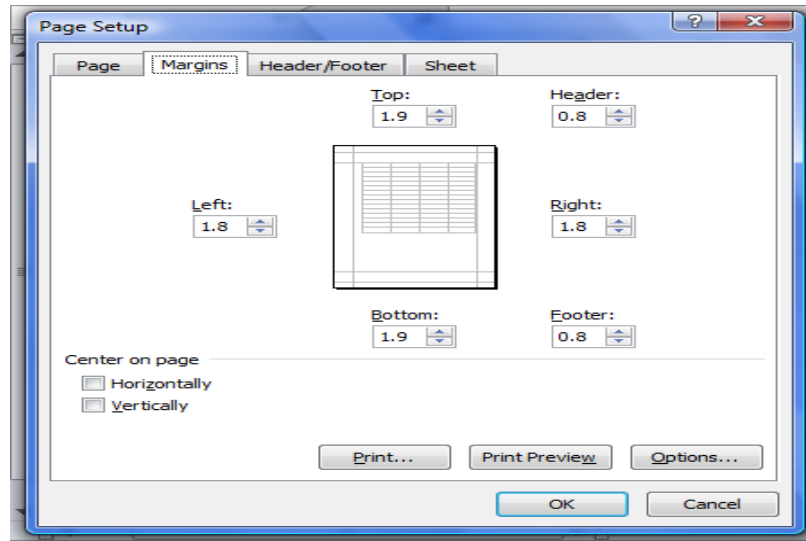 Page Setup
Page Margins Header/Footer Sheet
Top: Header:
1.9 0.8
Left: Right:
1.8 1.8
Bottom: Footer:
1.9 0.8
Center on page
Horizontally
Vertically
Print... Print Preview Options...
OK Cancel